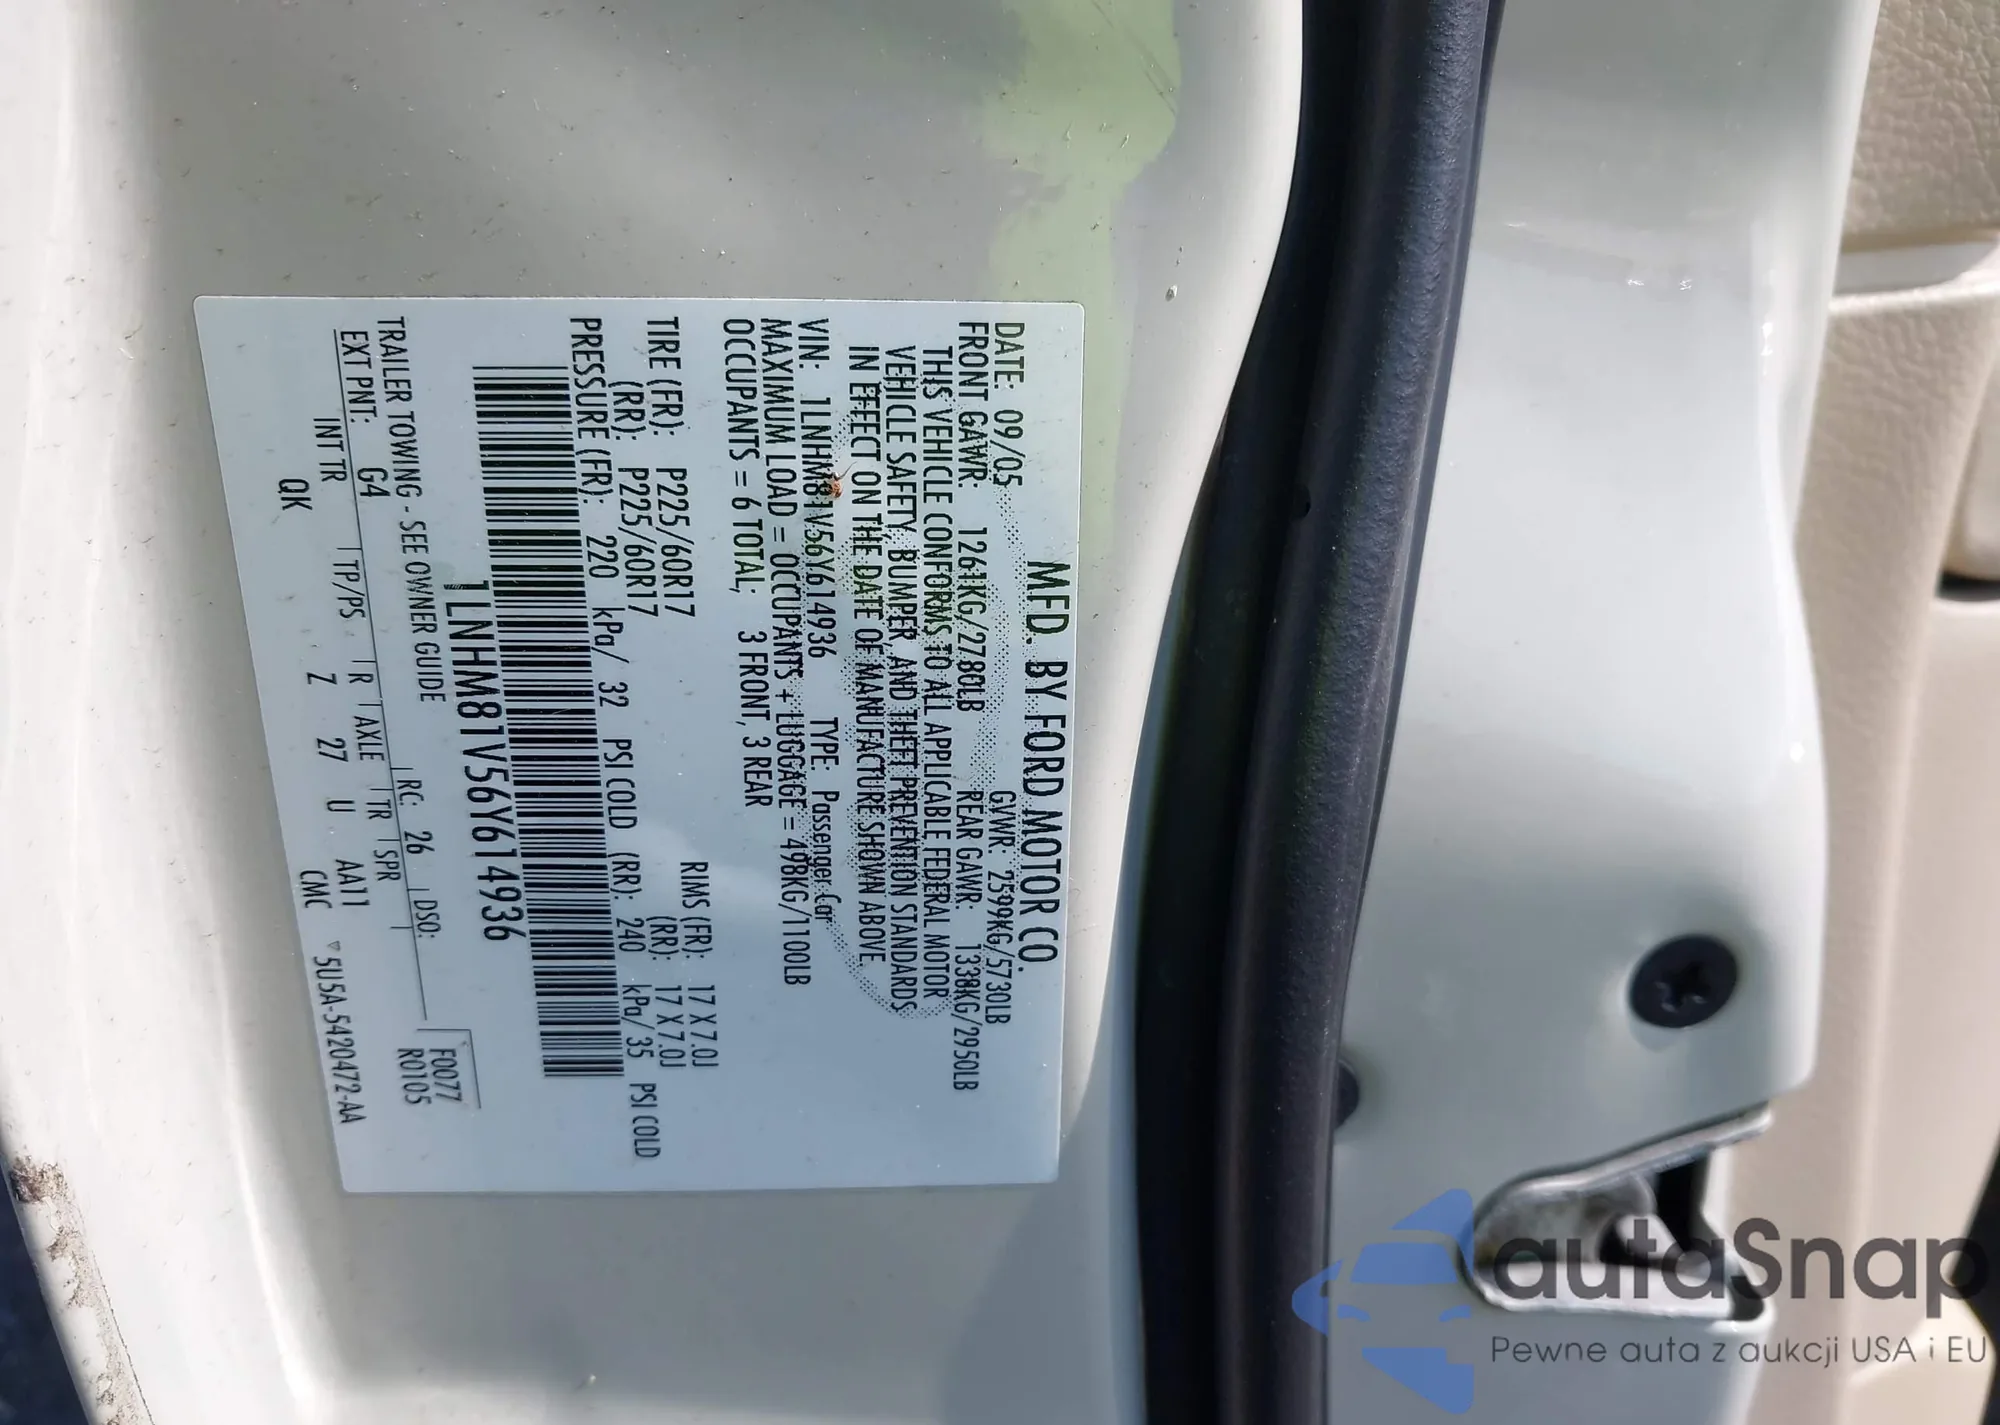 MFD. BY FORD MOTOR CO.
DATE: 09/05 GVWR: 2599KG/5730LB
FRONT GAWR: 1261KG/2780LB REAR GAWR: 1338KG/2950LB
THIS VEHICLE CONFORMS TO ALL APPLICABLE FEDERAL MOTOR
VEHICLE SAFETY, BUMPER, AND THEFT PREVENTION STANDARDS
IN EFFECT ON THE DATE OF MANUFACTURE SHOWN ABOVE.
VIN: 1LNHM81V56Y614936 TYPE: Passenger Car
MAXIMUM LOAD = OCCUPANTS + LUGGAGE = 498KG/1100LB
OCCUPANTS = 6 TOTAL; 3 FRONT, 3 REAR
TIRE (FR): P225/60R17 RIMS (FR): 17 X 7.0J
(RR): P225/60R17 (RR): 17 X 7.0J
PRESSURE (FR): 220 kPa/ 32 PSI COLD (RR): 240 kPa/ 35 PSI COLD
1LNHM81V56Y614936
F0077
TRAILER TOWING - SEE OWNER GUIDE R0105
EXT PNT: G4 RC: 26 DSO:
INT TR TP/PS R AXLE TR SPR
QK Z 27 U AA11
CMC 5U5A-5420472-AA
autaSnap
Pewne auta z aukcji USA i EU